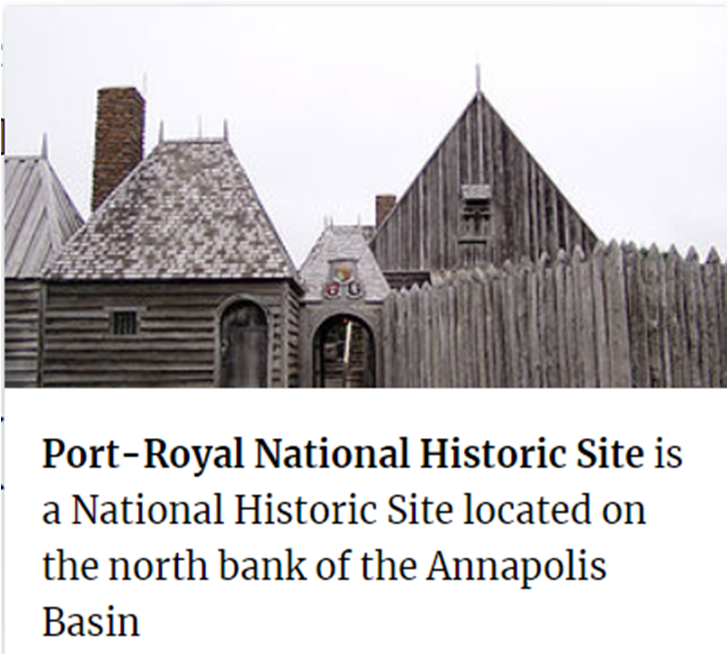 Port-Royal National Historic Site is
a National Historic Site located on
the north bank of the Annapolis
Basin